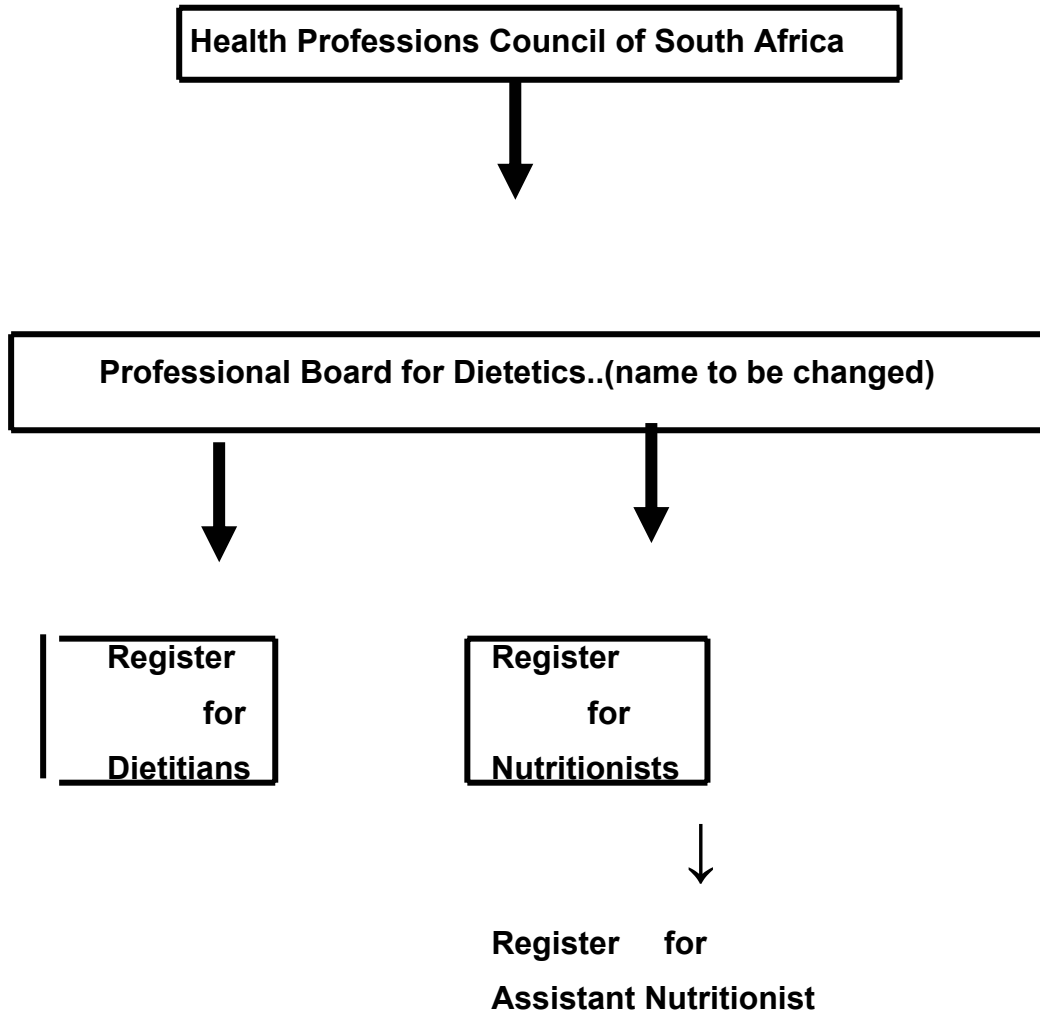 Health Professions Council of South Africa
Professional Board for Dietetics..(name to be changed)
Register
for
Dietitians
Register
for
Nutritionists
Register for
Assistant Nutritionist